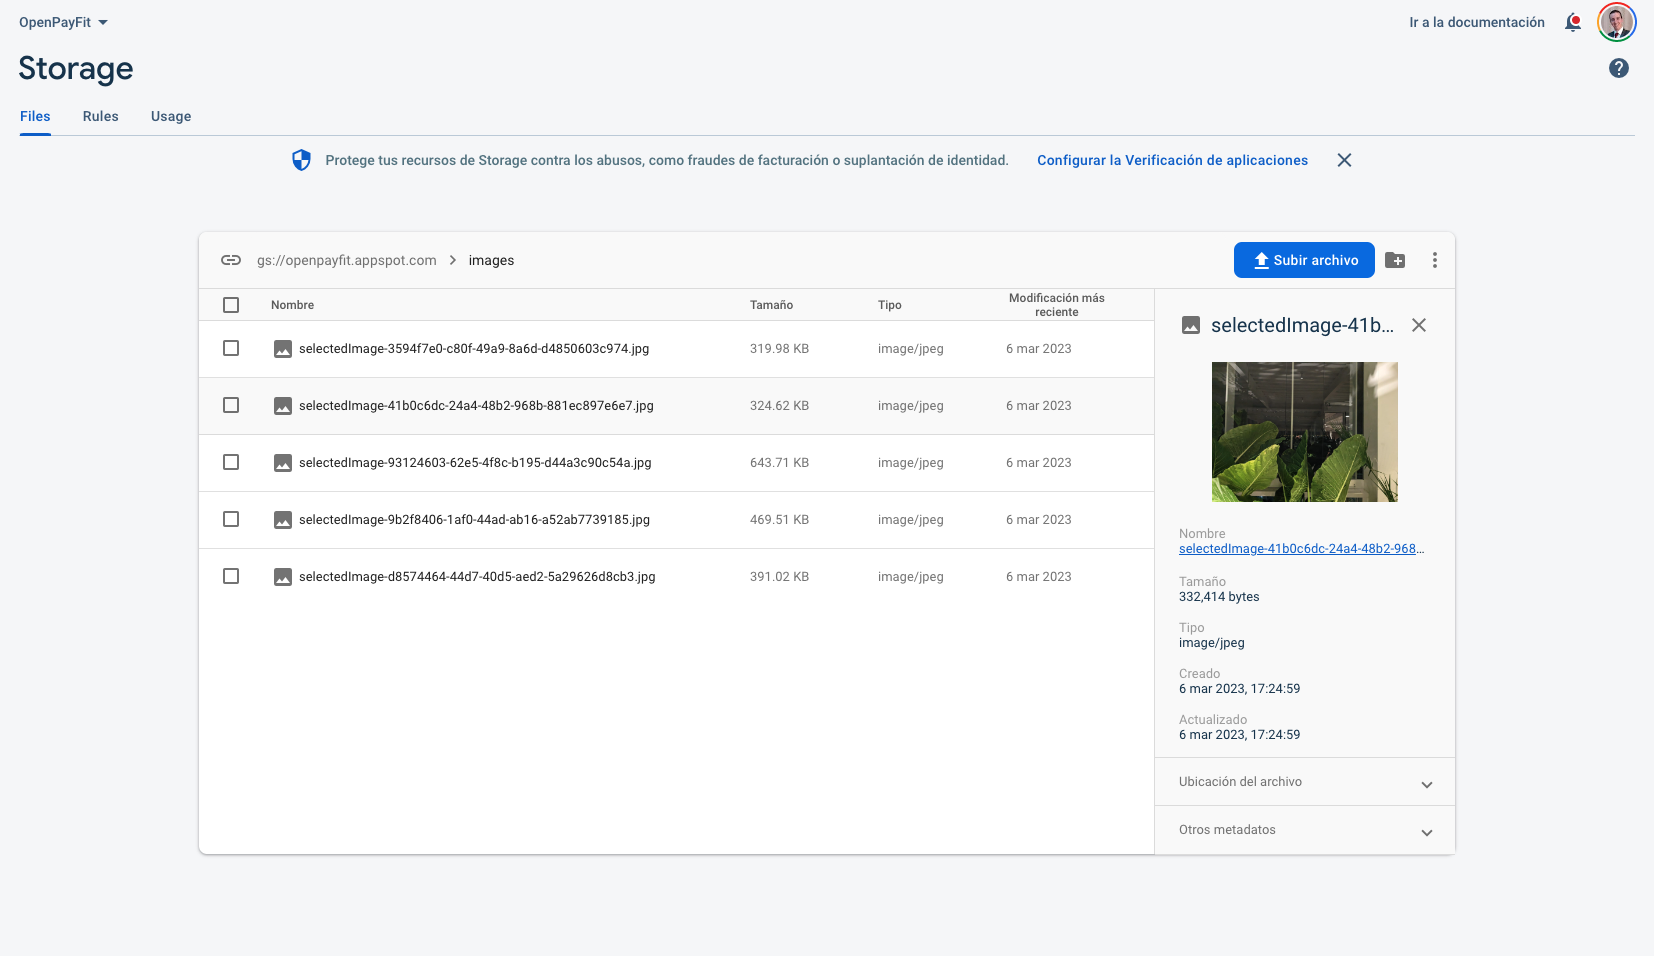 OpenPayFit
Ir a la documentación
Storage
Files Rules Usage
Protege tus recursos de Storage contra los abusos, como fraudes de facturación o suplantación de identidad. Configurar la Verificación de aplicaciones
gs://openpayfit.appspot.com > images
Subir archivo
Nombre Tamaño Tipo Modificación más reciente
selectedImage-3594f7e0-c80f-49a9-8a6d-d4850603c974.jpg 319.98 KB image/jpeg 6 mar 2023
selectedImage-41b0c6dc-24a4-48b2-968b-881ec897e6e7.jpg 324.62 KB image/jpeg 6 mar 2023
selectedImage-93124603-62e5-4f8c-b195-d44a3c90c54a.jpg 643.71 KB image/jpeg 6 mar 2023
selectedImage-9b2f8406-1af0-44ad-ab16-a52ab7739185.jpg 469.51 KB image/jpeg 6 mar 2023
selectedImage-d8574464-44d7-40d5-aed2-5a29626d8cb3.jpg 391.02 KB image/jpeg 6 mar 2023
selectedImage-41b...
Nombre
selectedImage-41b0c6dc-24a4-48b2-968...
Tamaño
332,414 bytes
Tipo
image/jpeg
Creado
6 mar 2023, 17:24:59
Actualizado
6 mar 2023, 17:24:59
Ubicación del archivo
Otros metadatos